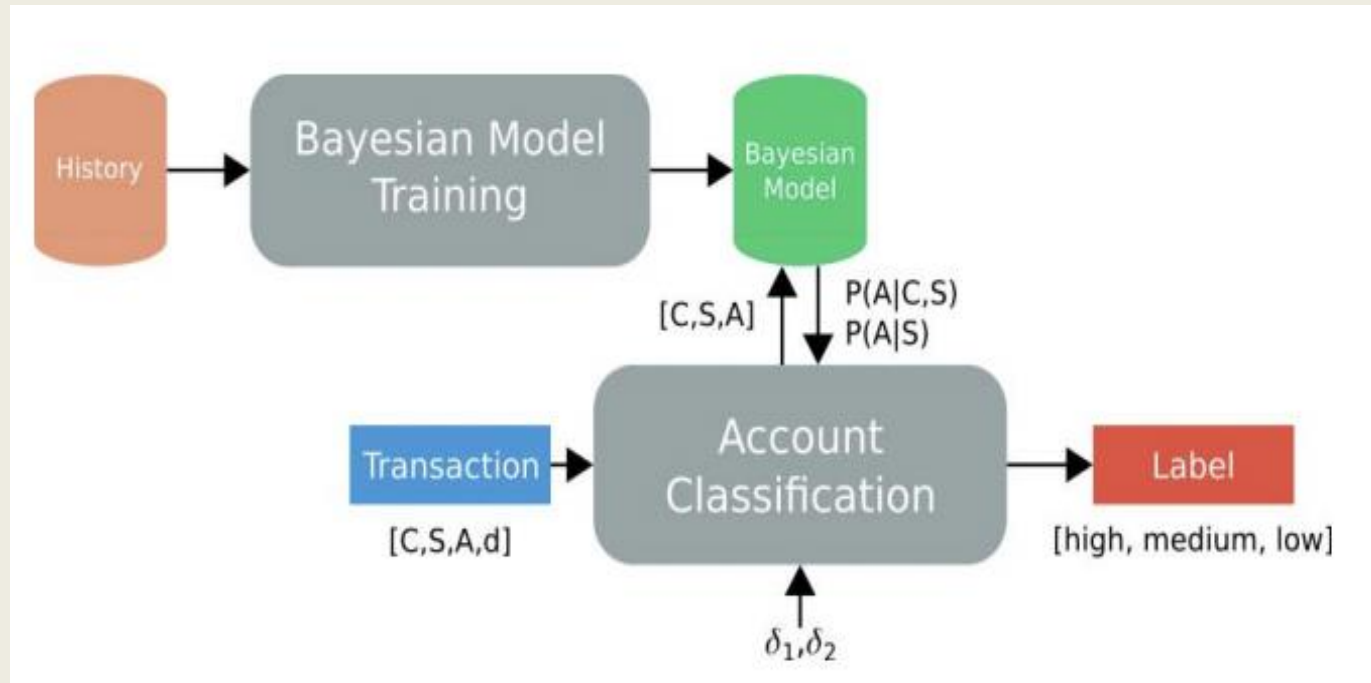 History
Bayesian Model
Training
Bayesian
Model
[C,S,A]
P(A|C,S)
P(A|S)
Transaction
[C,S,A,d]
Account
Classification
Label
[high, medium, low]
δ₁,δ₂